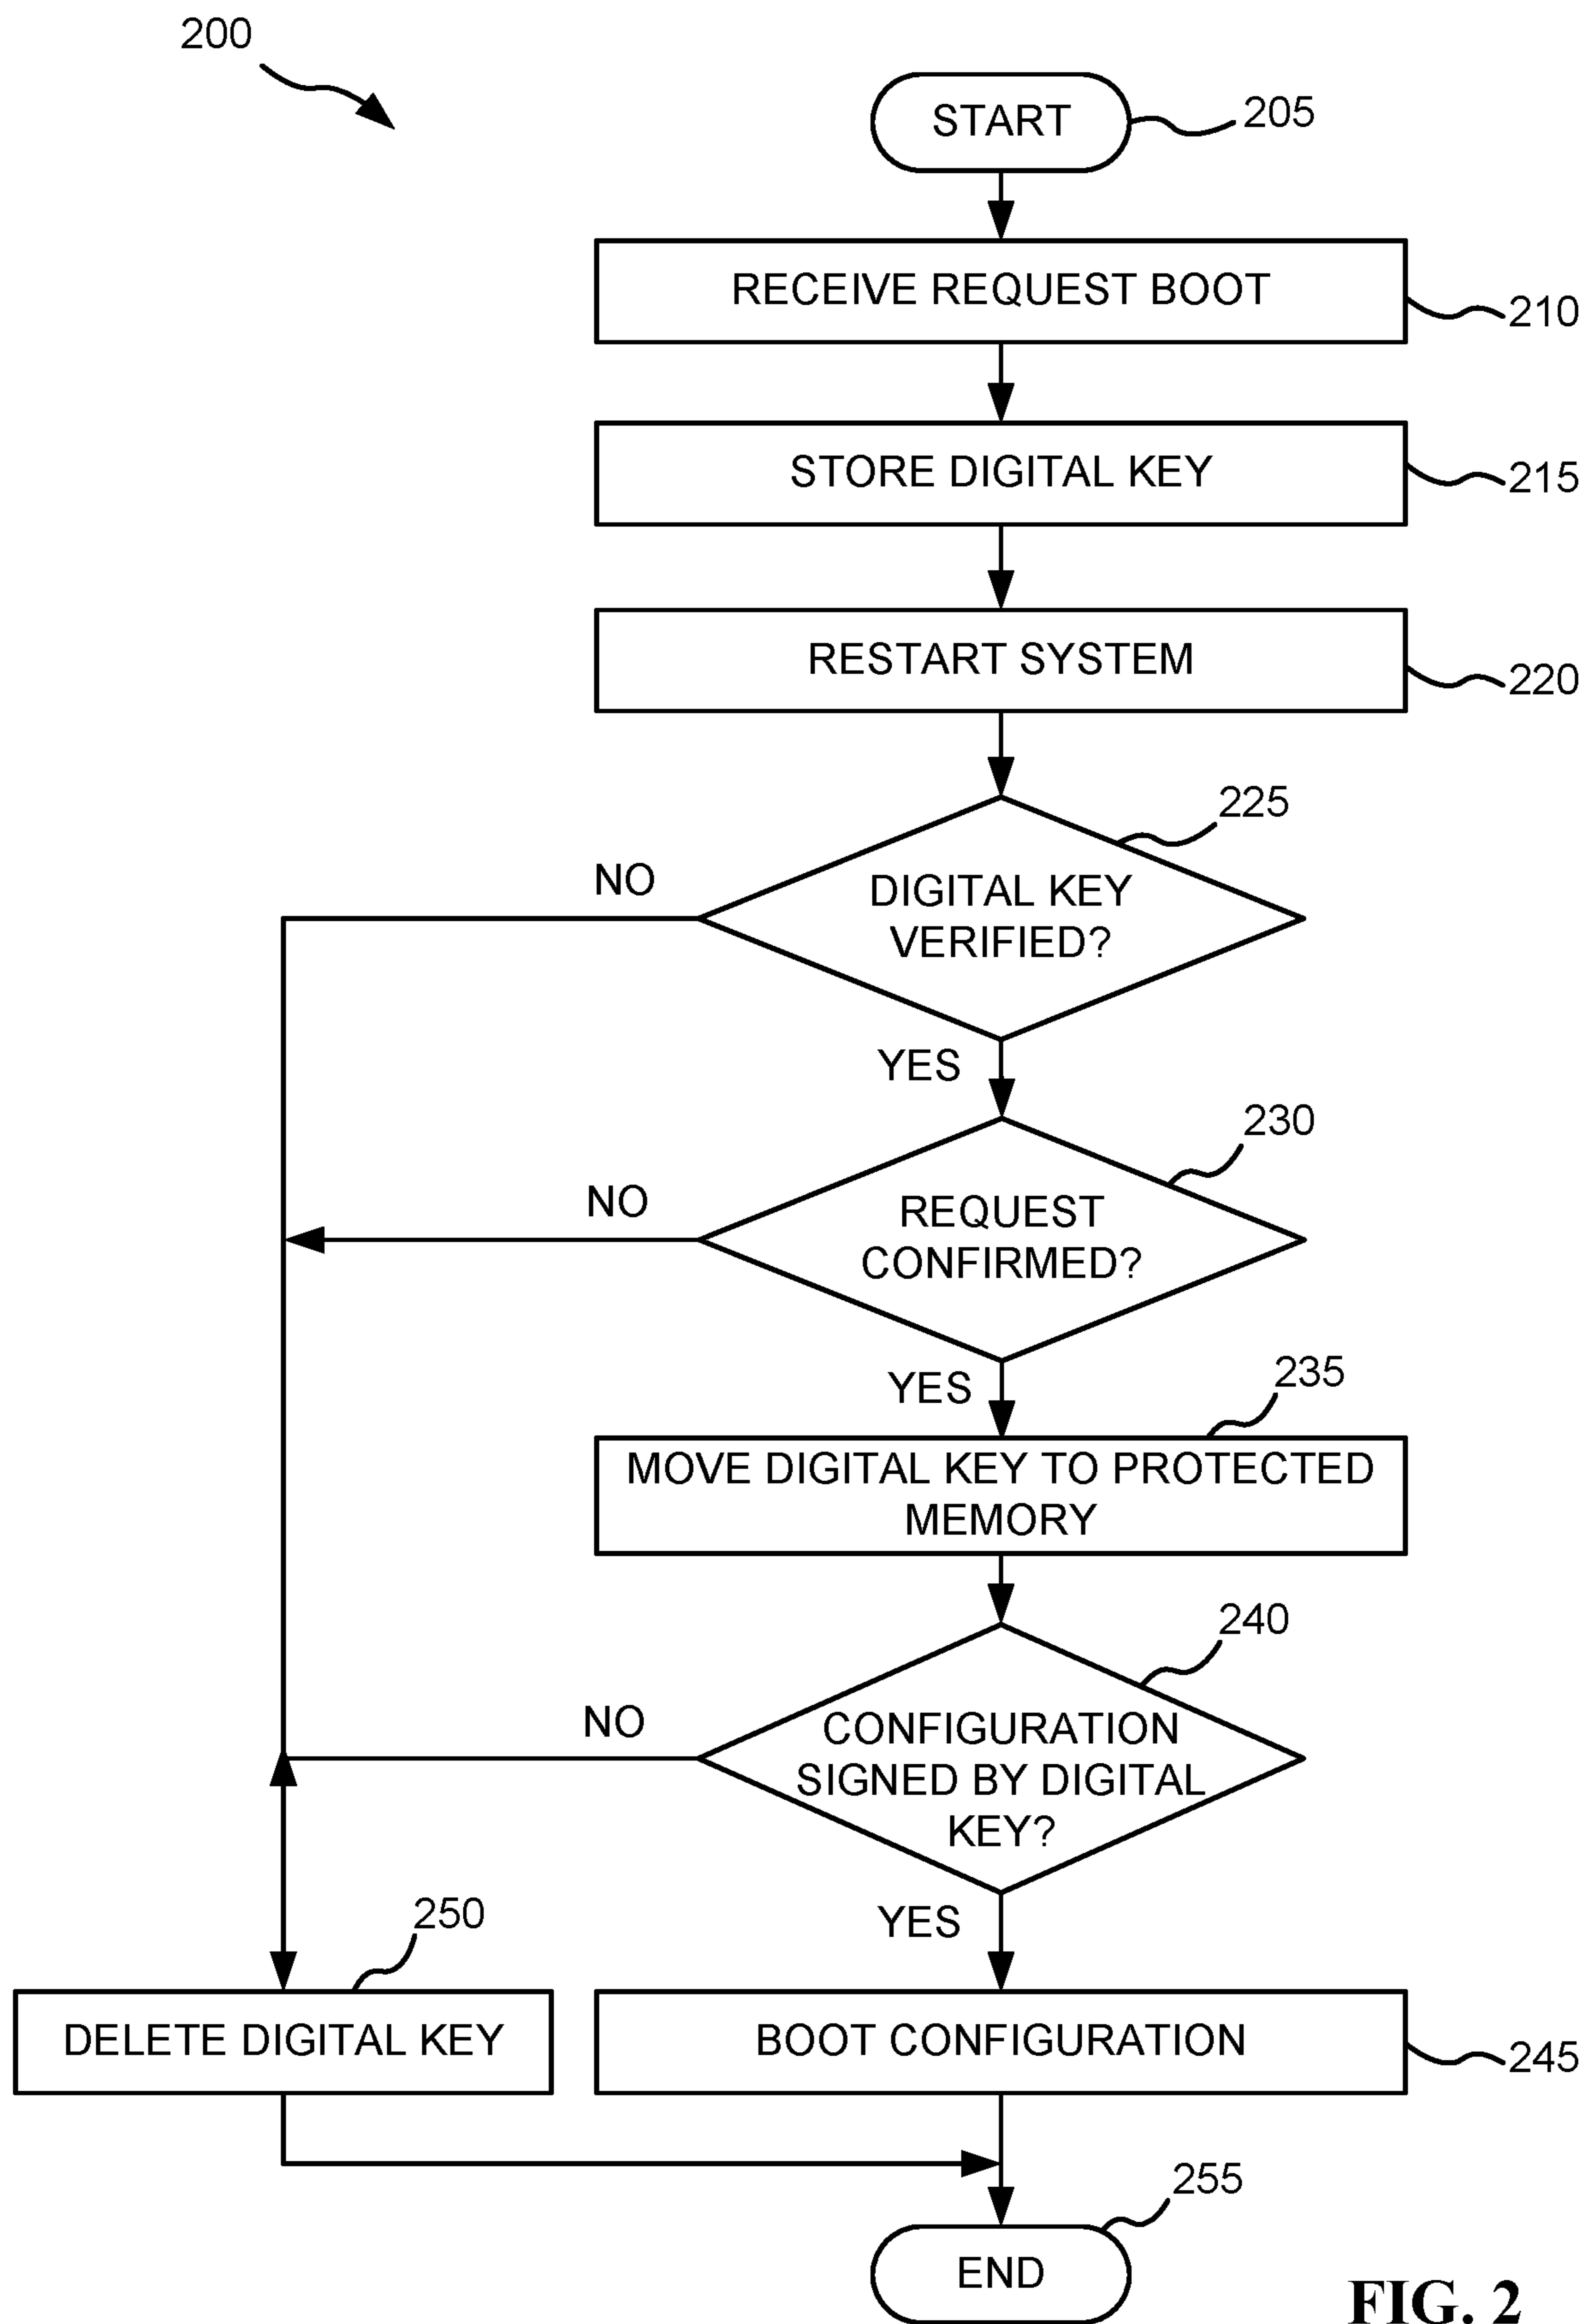 200
START
205
RECEIVE REQUEST BOOT
210
STORE DIGITAL KEY
215
RESTART SYSTEM
220
225
NO
DIGITAL KEY
VERIFIED?
YES
230
NO
REQUEST
CONFIRMED?
YES
235
MOVE DIGITAL KEY TO PROTECTED
MEMORY
240
NO
CONFIGURATION
SIGNED BY DIGITAL
KEY?
YES
250
DELETE DIGITAL KEY
BOOT CONFIGURATION
245
255
END
FIG. 2